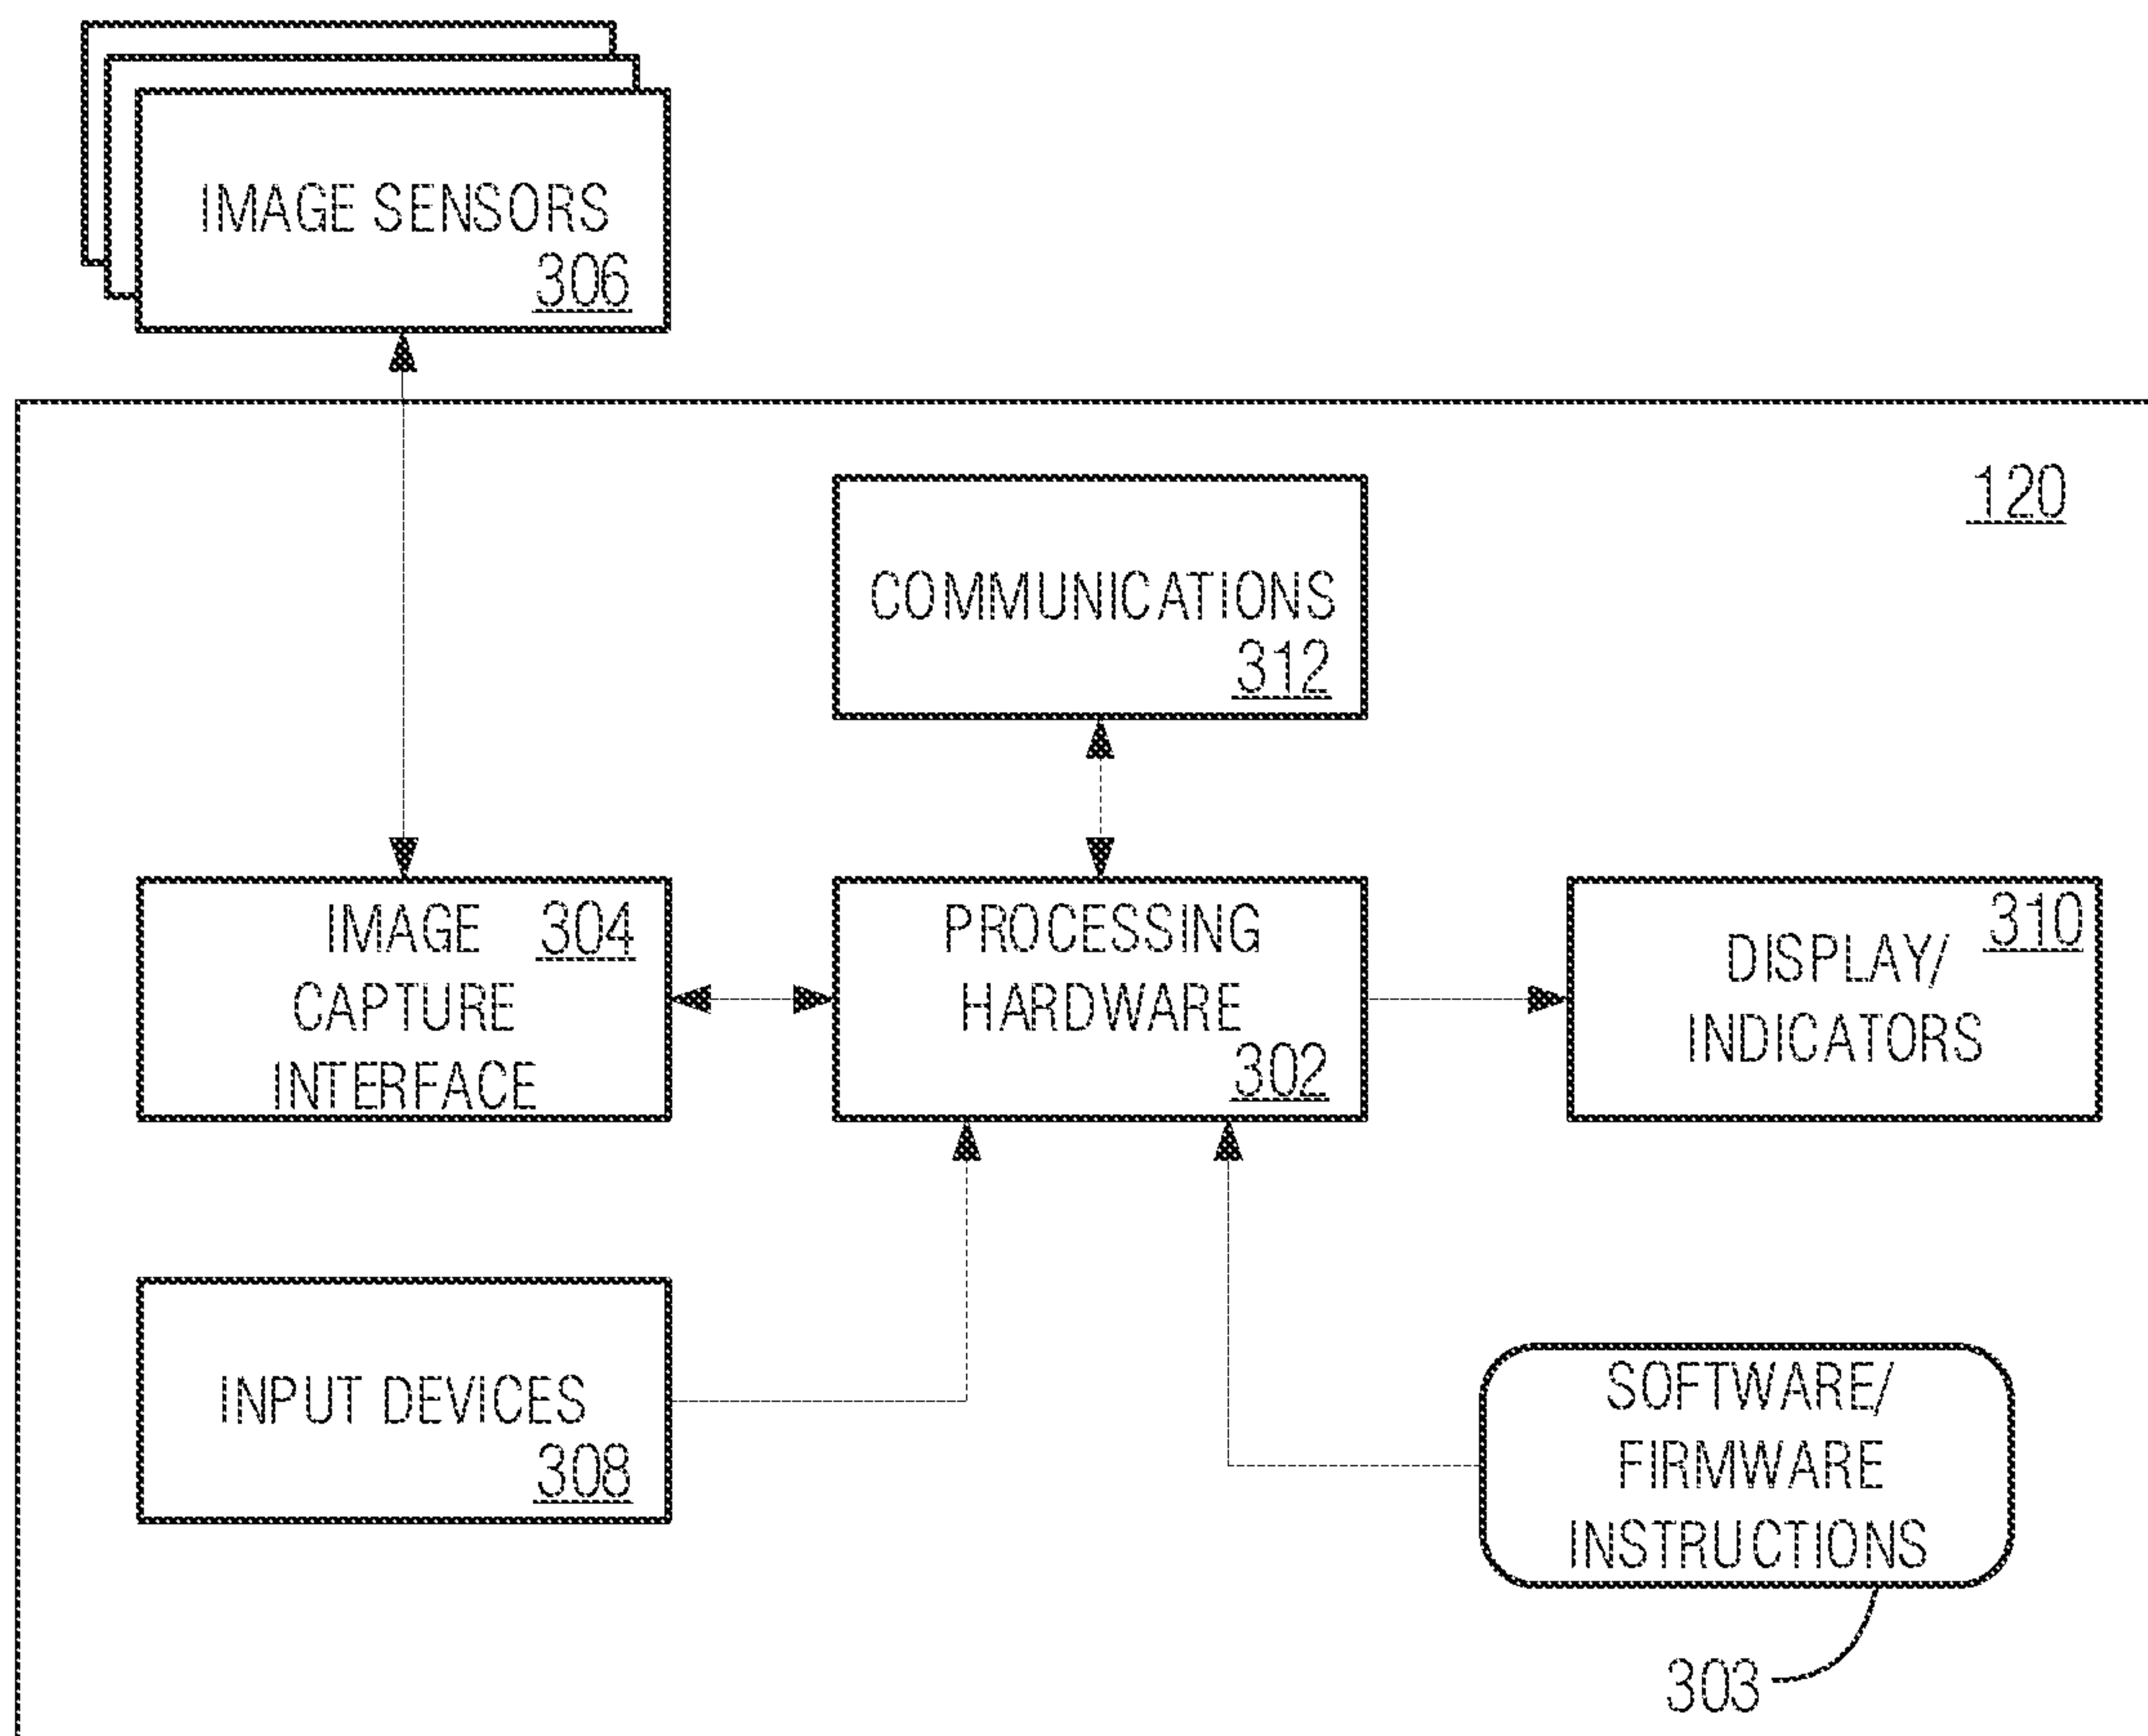 IMAGE SENSORS
306
120
COMMUNICATIONS
312
IMAGE 304
CAPTURE
INTERFACE
PROCESSING
HARDWARE
302
310
DISPLAY/
INDICATORS
INPUT DEVICES
308
SOFTWARE/
FIRMWARE
INSTRUCTIONS
303